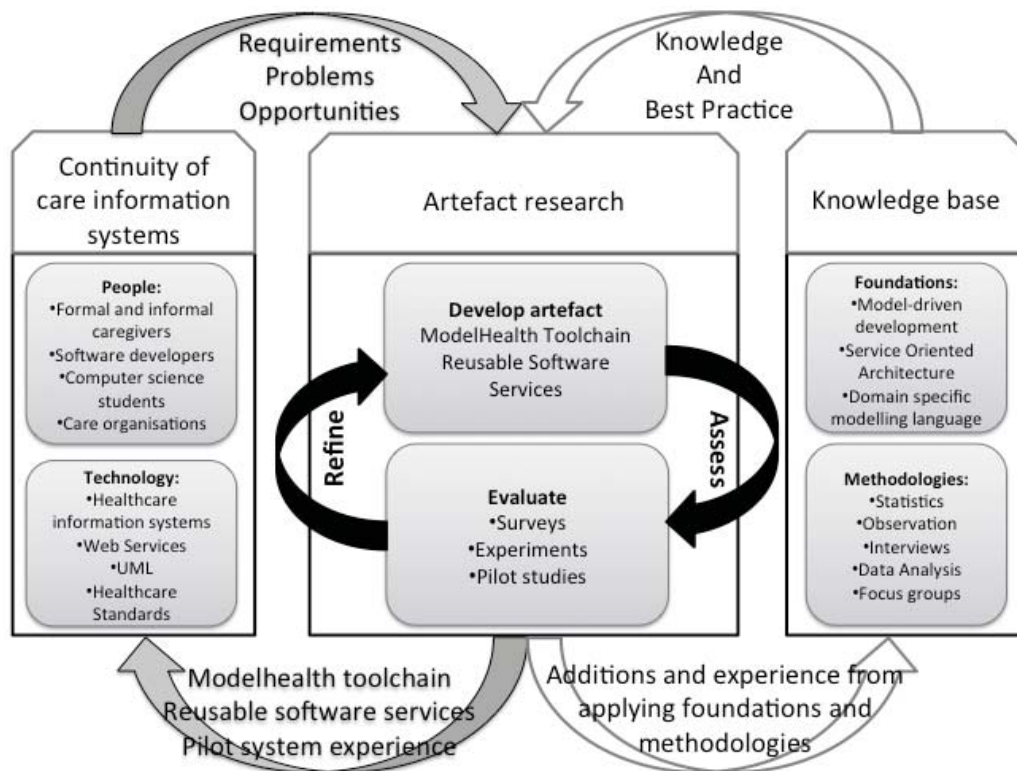 Requirements
Problems
Opportunities
Knowledge
And
Best Practice
Continuity of
care information
systems
Artefact research
Knowledge base
People:
•Formal and informal
caregivers
•Software developers
•Computer science
students
•Care organisations
Technology:
•Healthcare
information systems
•Web Services
•UML
•Healthcare
Standards
Develop artefact
ModelHealth Toolchain
Reusable Software
Services
Refine
Assess
Evaluate
•Surveys
•Experiments
•Pilot studies
Foundations:
•Model-driven
development
•Service Oriented
Architecture
•Domain specific
modelling language
Methodologies:
•Statistics
•Observation
•Interviews
•Data Analysis
•Focus groups
Modelhealth toolchain
Reusable software services
Pilot system experience
Additions and experience from
applying foundations and
methodologies